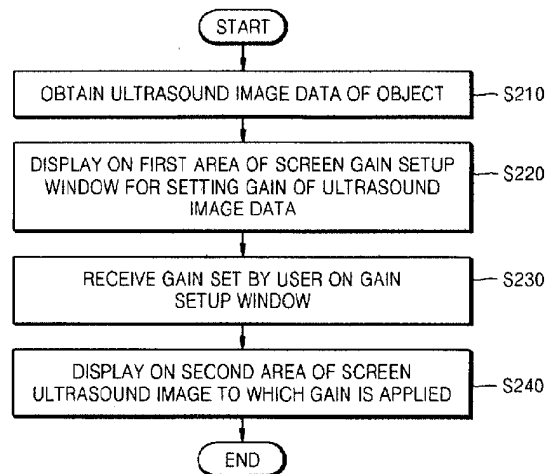 START
OBTAIN ULTRASOUND IMAGE DATA OF OBJECT
S210
DISPLAY ON FIRST AREA OF SCREEN GAIN SETUP
WINDOW FOR SETTING GAIN OF ULTRASOUND
IMAGE DATA
S220
RECEIVE GAIN SET BY USER ON GAIN
SETUP WINDOW
S230
DISPLAY ON SECOND AREA OF SCREEN
ULTRASOUND IMAGE TO WHICH GAIN IS APPLIED
S240
END